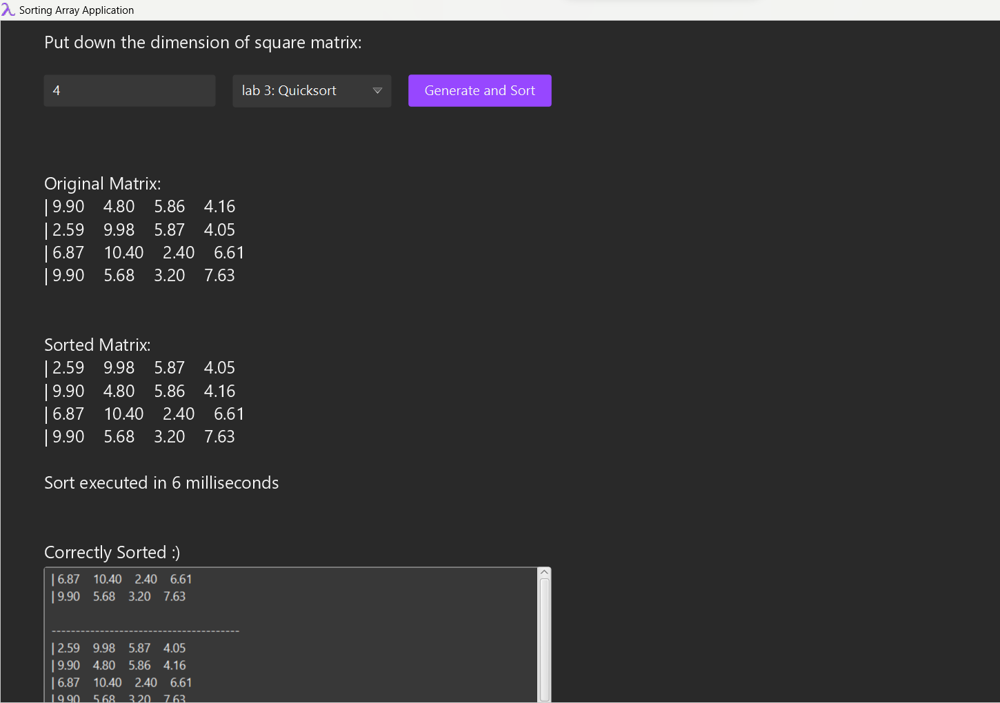 Sorting Array Application
Put down the dimension of square matrix:
4 lab 3: Quicksort Generate and Sort
Original Matrix:
| 9.90 4.80 5.86 4.16
| 2.59 9.98 5.87 4.05
| 6.87 10.40 2.40 6.61
| 9.90 5.68 3.20 7.63
Sorted Matrix:
| 2.59 9.98 5.87 4.05
| 9.90 4.80 5.86 4.16
| 6.87 10.40 2.40 6.61
| 9.90 5.68 3.20 7.63
Sort executed in 6 milliseconds
Correctly Sorted :)
| 6.87 10.40 2.40 6.61
| 9.90 5.68 3.20 7.63
---------------------------------------
| 2.59 9.98 5.87 4.05
| 9.90 4.80 5.86 4.16
| 6.87 10.40 2.40 6.61
| 9.90 5.68 3.20 7.63